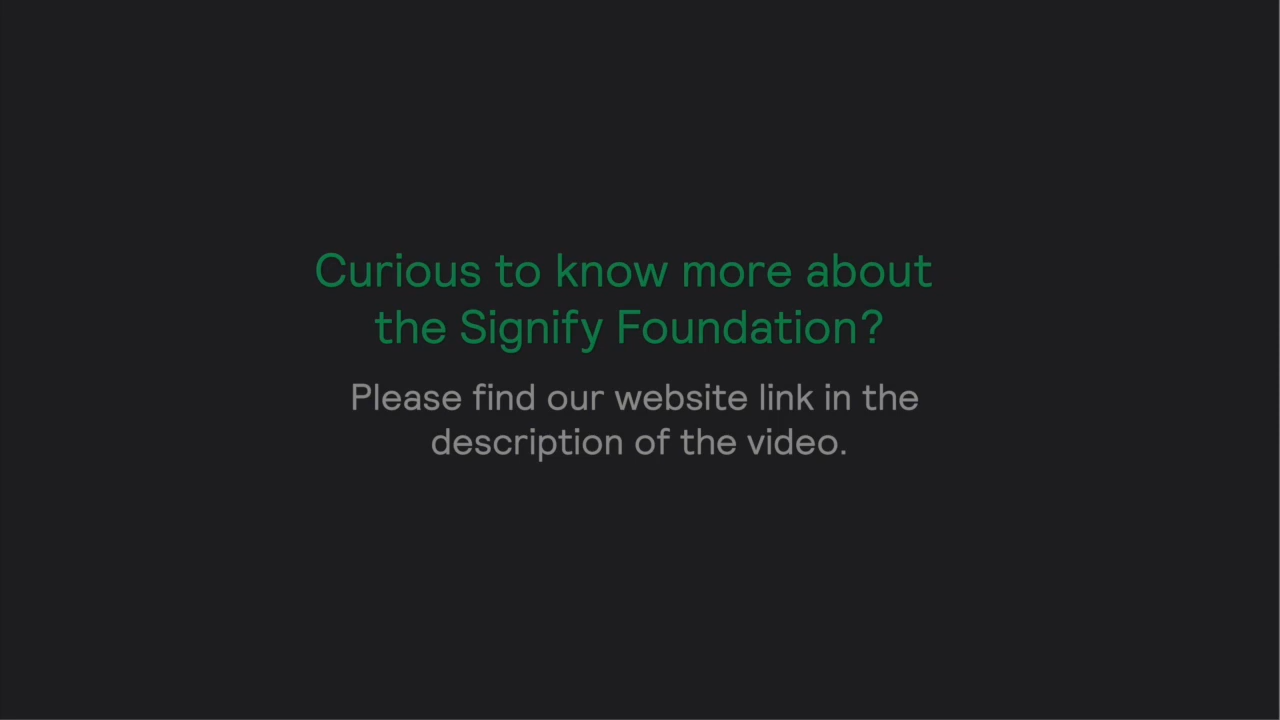 Curious to know more about
the Signify Foundation?
Please find our website link in the
description of the video.